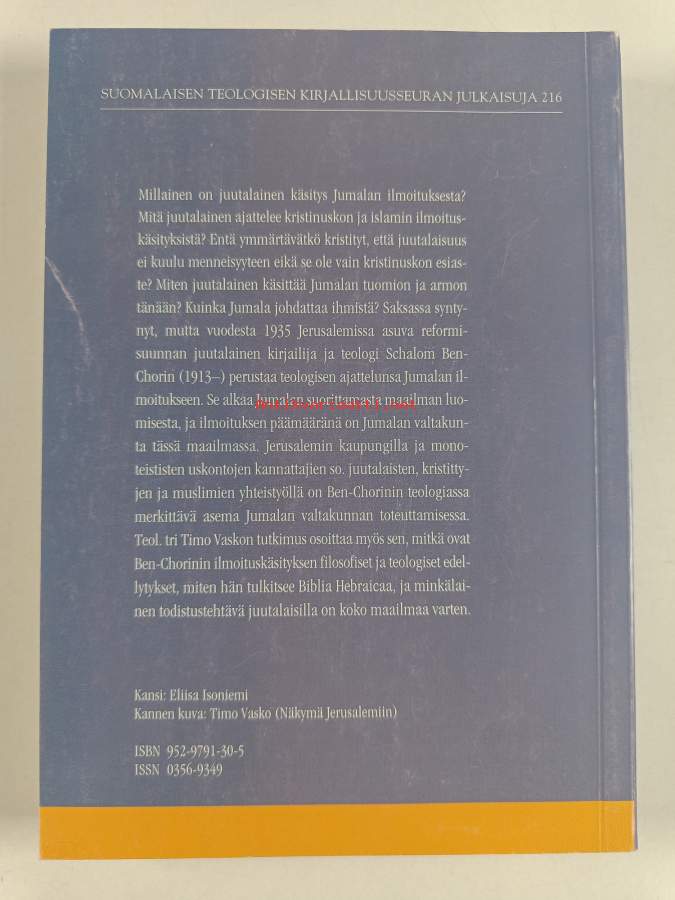 SUOMALAISEN TEOLOGISEN KIRJALLISUUSSEURAN JULKAISUJA 216
Millainen on juutalainen käsitys Jumalan ilmoituksesta?
Mitä juutalainen ajattelee kristinuskon ja islamin ilmoitus-
käsityksistä? Entä ymmärtävätkö kristityt, että juutalaisuus
ei kuulu menneisyyteen eikä se ole vain kristinuskon esias-
te? Miten juutalainen käsittää Jumalan tuomion ja armon
tänään? Kuinka Jumala johdattaa ihmistä? Saksassa synty-
nyt, mutta vuodesta 1935 Jerusalemissa asuva reformi-
suunnan juutalainen kirjailija ja teologi Schalom Ben-
Chorin (1913–) perustaa teologisen ajattelunsa Jumalan il-
moitukseen. Se alkaa Jumalan suorittamasta maailman luo-
misesta, ja ilmoituksen päämääränä on Jumalan valtakun-
ta tässä maailmassa. Jerusalemin kaupungilla ja mono-
teististen uskontojen kannattajien so. juutalaisten, kristitty-
jen ja muslimien yhteistyöllä on Ben-Chorinin teologiassa
merkittävä asema Jumalan valtakunnan toteuttamisessa.
Teol. tri Timo Vaskon tutkimus osoittaa myös sen, mitkä ovat
Ben-Chorinin ilmoituskäsityksen filosofiset ja teologiset edel-
lytykset, miten hän tulkitsee Biblia Hebraicaa, ja minkälai-
nen todistustehtävä juutalaisilla on koko maailmaa varten.
Kansi: Eliisa Isoniemi
Kannen kuva: Timo Vasko (Näkymä Jerusalemiin)
ISBN 952-9791-30-5
ISSN 0356-9349